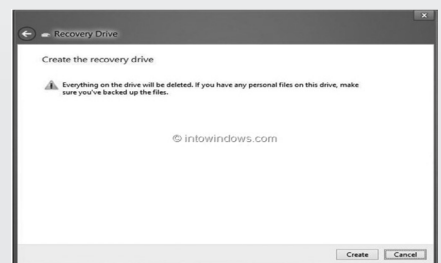 Recovery Drive
Create the recovery drive
Everything on the drive will be deleted. If you have any personal files on this drive, make
sure you've backed up the files.
© intowindows.com
Create Cancel